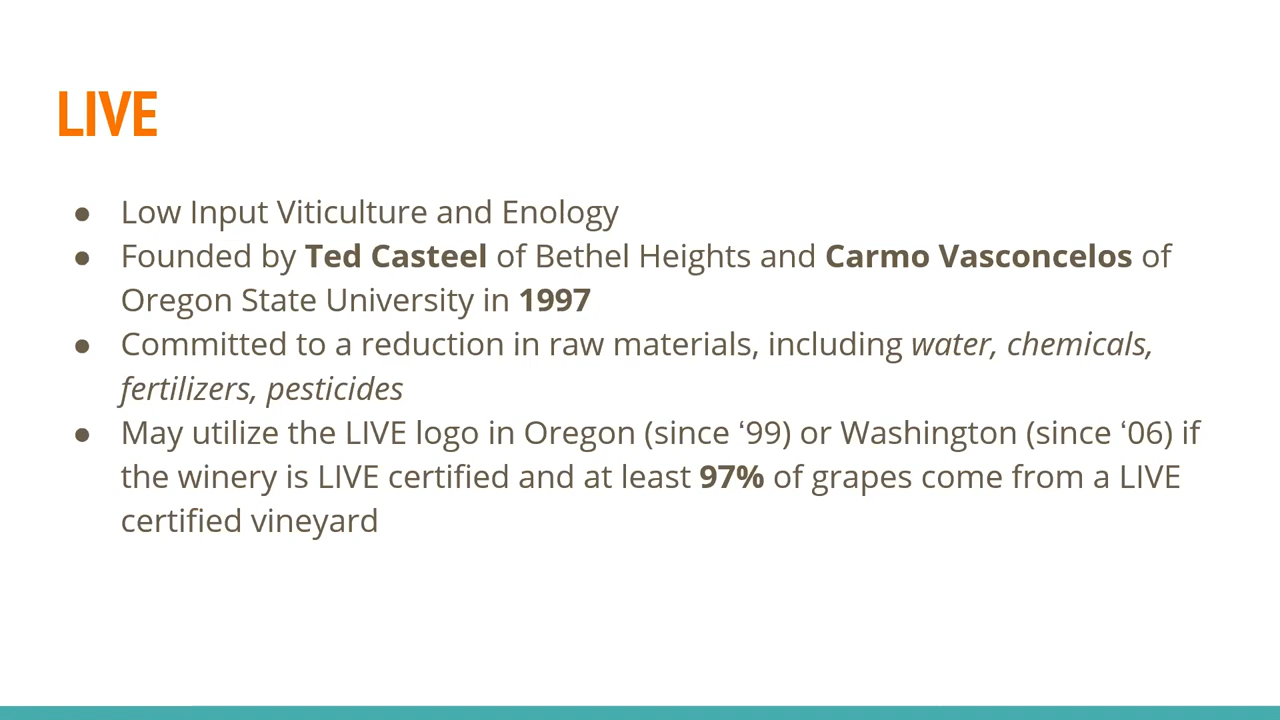 LIVE
● Low Input Viticulture and Enology
● Founded by Ted Casteel of Bethel Heights and Carmo Vasconcelos of
Oregon State University in 1997
● Committed to a reduction in raw materials, including water, chemicals,
fertilizers, pesticides
● May utilize the LIVE logo in Oregon (since ‘99) or Washington (since ‘06) if
the winery is LIVE certified and at least 97% of grapes come from a LIVE
certified vineyard